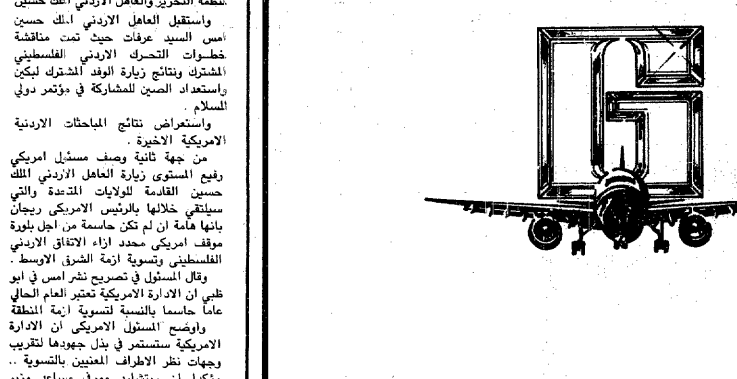 منظمة التحرير والعاهل الاردني الملك حسين
واستقبل العاهل الاردني الملك حسين
امس السيد عرفات حيث تمت مناقشة
خطوات التحرك الاردني الفلسطيني
المشترك ونتائج زيارة الوفد المشترك لبكين
واستعداد الصين للمشاركة في مؤتمر دولي
للسلام .
واستعراض نتائج المباحثات الاردنية
الامريكية الاخيرة .
من جهة ثانية وصف مسئول امريكي
رفيع المستوى زيارة العاهل الاردني الملك
حسين القادمة للولايات المتحدة والتي
سيلتقي خلالها بالرئيس الامريكى ريجان
بانها هامة ان لم تكن حاسمة من اجل بلورة
موقف امريكى محدد ازاء الاتفاق الاردني
الفلسطينى وتسوية ازمة الشرق الاوسط .
وقال المسئول في تصريح نشر امس في ابو
ظبي ان الادارة الامريكية تعتبر العام الحالي
عاما حاسما بالنسبة لتسوية ازمة المنطقة
واوضح المسئول الامريكى ان الادارة
الامريكية ستستمر في بذل جهودها لتقريب
وجهات نظر الاطراف المعنيين بالتسوية ..